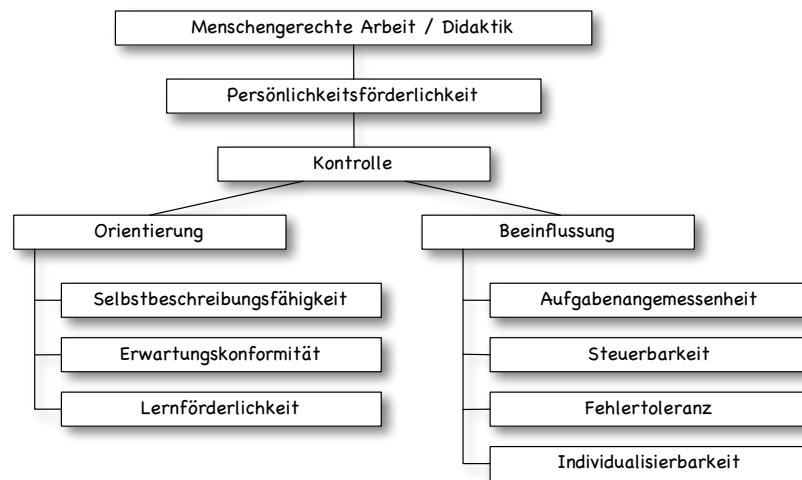 Menschengerechte Arbeit / Didaktik
Persönlichkeitsförderlichkeit
Kontrolle
Orientierung
Beeinflussung
Selbstbeschreibungsfähigkeit
Erwartungskonformität
Lernförderlichkeit
Aufgabenangemessenheit
Steuerbarkeit
Fehlertoleranz
Individualisierbarkeit